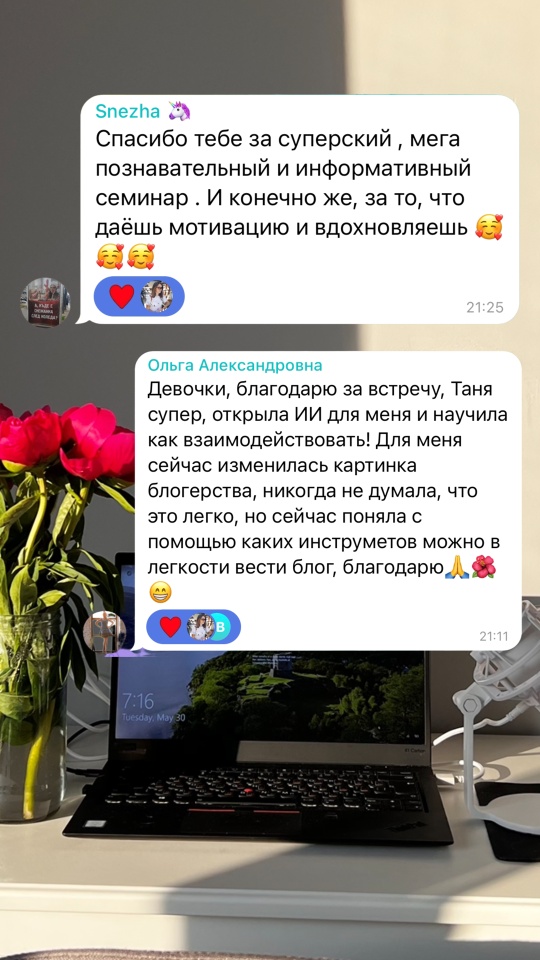 Snezha 🦄
Спасибо тебе за суперский , мега
познавательный и информативный
семинар . И конечно же, за то, что
даёшь мотивацию и вдохновляешь 🥰
🥰🥰
21:25
Ольга Александровна
Девочки, благодарю за встречу, Таня
супер, открыла ИИ для меня и научила
как взаимодействовать! Для меня
сейчас изменилась картинка
блогерства, никогда не думала, что
это легко, но сейчас поняла с
помощью каких инструметов можно в
легкости вести блог, благодарю🙏🌺
😁
В
21:11
7:16
Tuesday, May 30